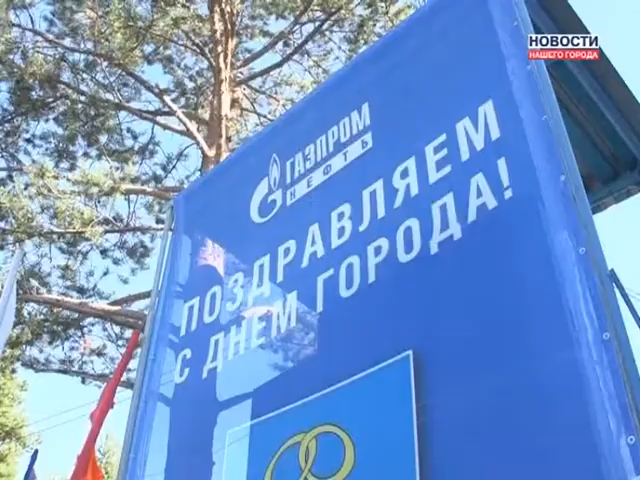 НОВОСТИ
НАШЕГО ГОРОДА
ГАЗПРОМ
НЕФТЬ
ПОЗДРАВЛЯЕМ
С ДНЕМ ГОРОДА!